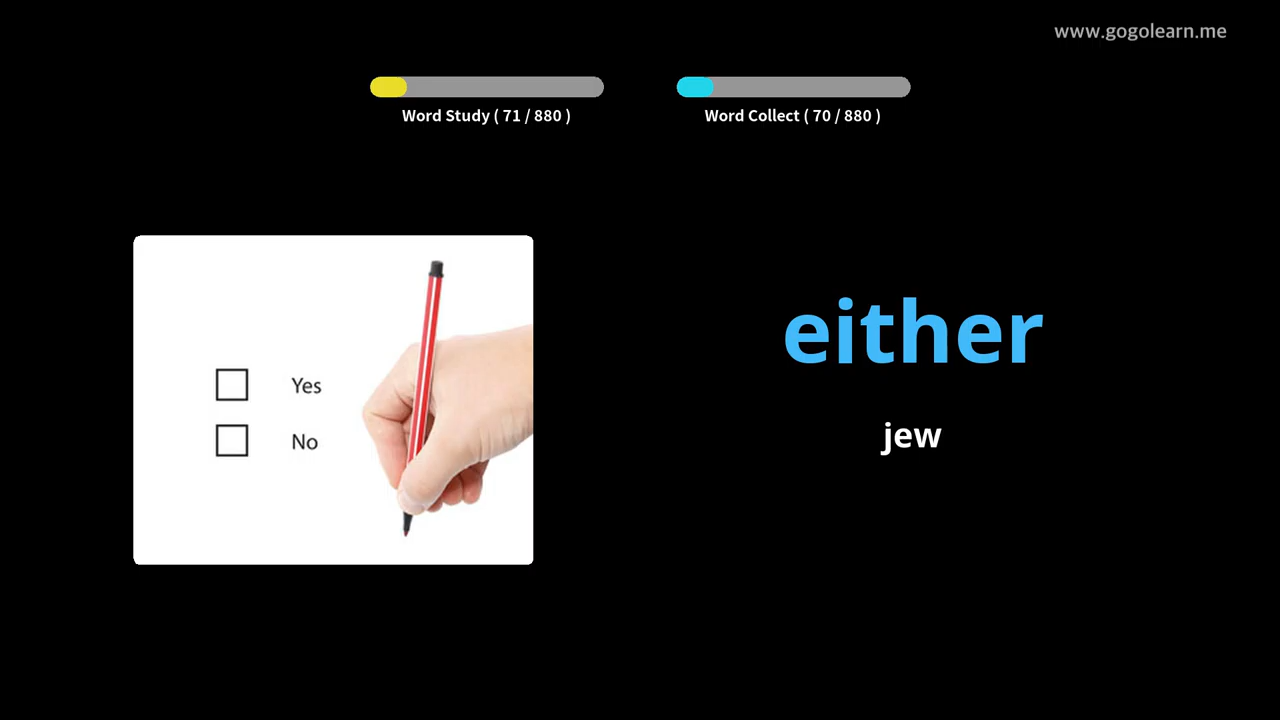 www.gogolearn.me
Word Study ( 71 / 880 )
Word Collect ( 70 / 880 )
Yes
No
either
jew